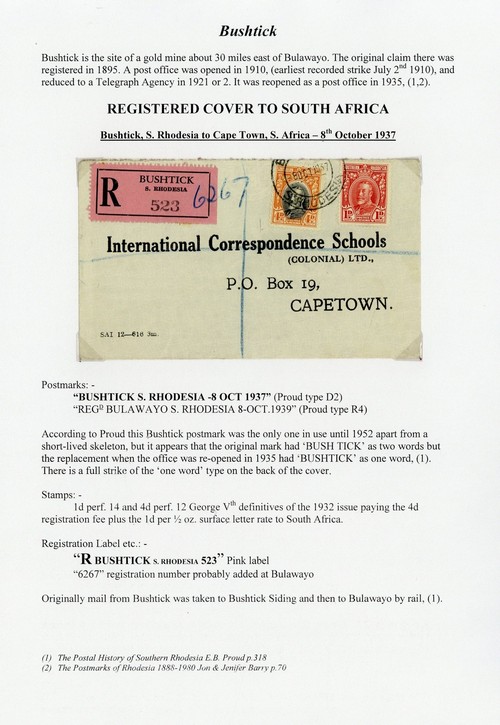 Bushtick
Bushtick is the site of a gold mine about 30 miles east of Bulawayo. The original claim there was
registered in 1895. A post office was opened in 1910, (earliest recorded strike July 2nd 1910), and
reduced to a Telegraph Agency in 1921 or 2. It was reopened as a post office in 1935, (1,2).
REGISTERED COVER TO SOUTH AFRICA
Bushtick, S. Rhodesia to Cape Town, S. Africa – 8th October 1937
R
BUSHTICK
S. RHODESIA
523
6267
International Correspondence Schools
(COLONIAL) LTD.,
P.O. Box 19,
CAPETOWN.
SAI 12—616 3m.
Postmarks: -
“BUSHTICK S. RHODESIA -8 OCT 1937” (Proud type D2)
“REGD BULAWAYO S. RHODESIA 8-OCT.1939” (Proud type R4)
According to Proud this Bushtick postmark was the only one in use until 1952 apart from a
short-lived skeleton, but it appears that the original mark had ‘BUSH TICK’ as two words but
the replacement when the office was re-opened in 1935 had ‘BUSHTICK’ as one word, (1).
There is a full strike of the ‘one word’ type on the back of the cover.
Stamps: -
1d perf. 14 and 4d perf. 12 George Vth definitives of the 1932 issue paying the 4d
registration fee plus the 1d per ½ oz. surface letter rate to South Africa.
Registration Label etc.: -
“R BUSHTICK S. RHODESIA 523” Pink label
“6267” registration number probably added at Bulawayo
Originally mail from Bushtick was taken to Bushtick Siding and then to Bulawayo by rail, (1).
(1) The Postal History of Southern Rhodesia E.B. Proud p.318
(2) The Postmarks of Rhodesia 1888-1980 Jon & Jenifer Barry p.70